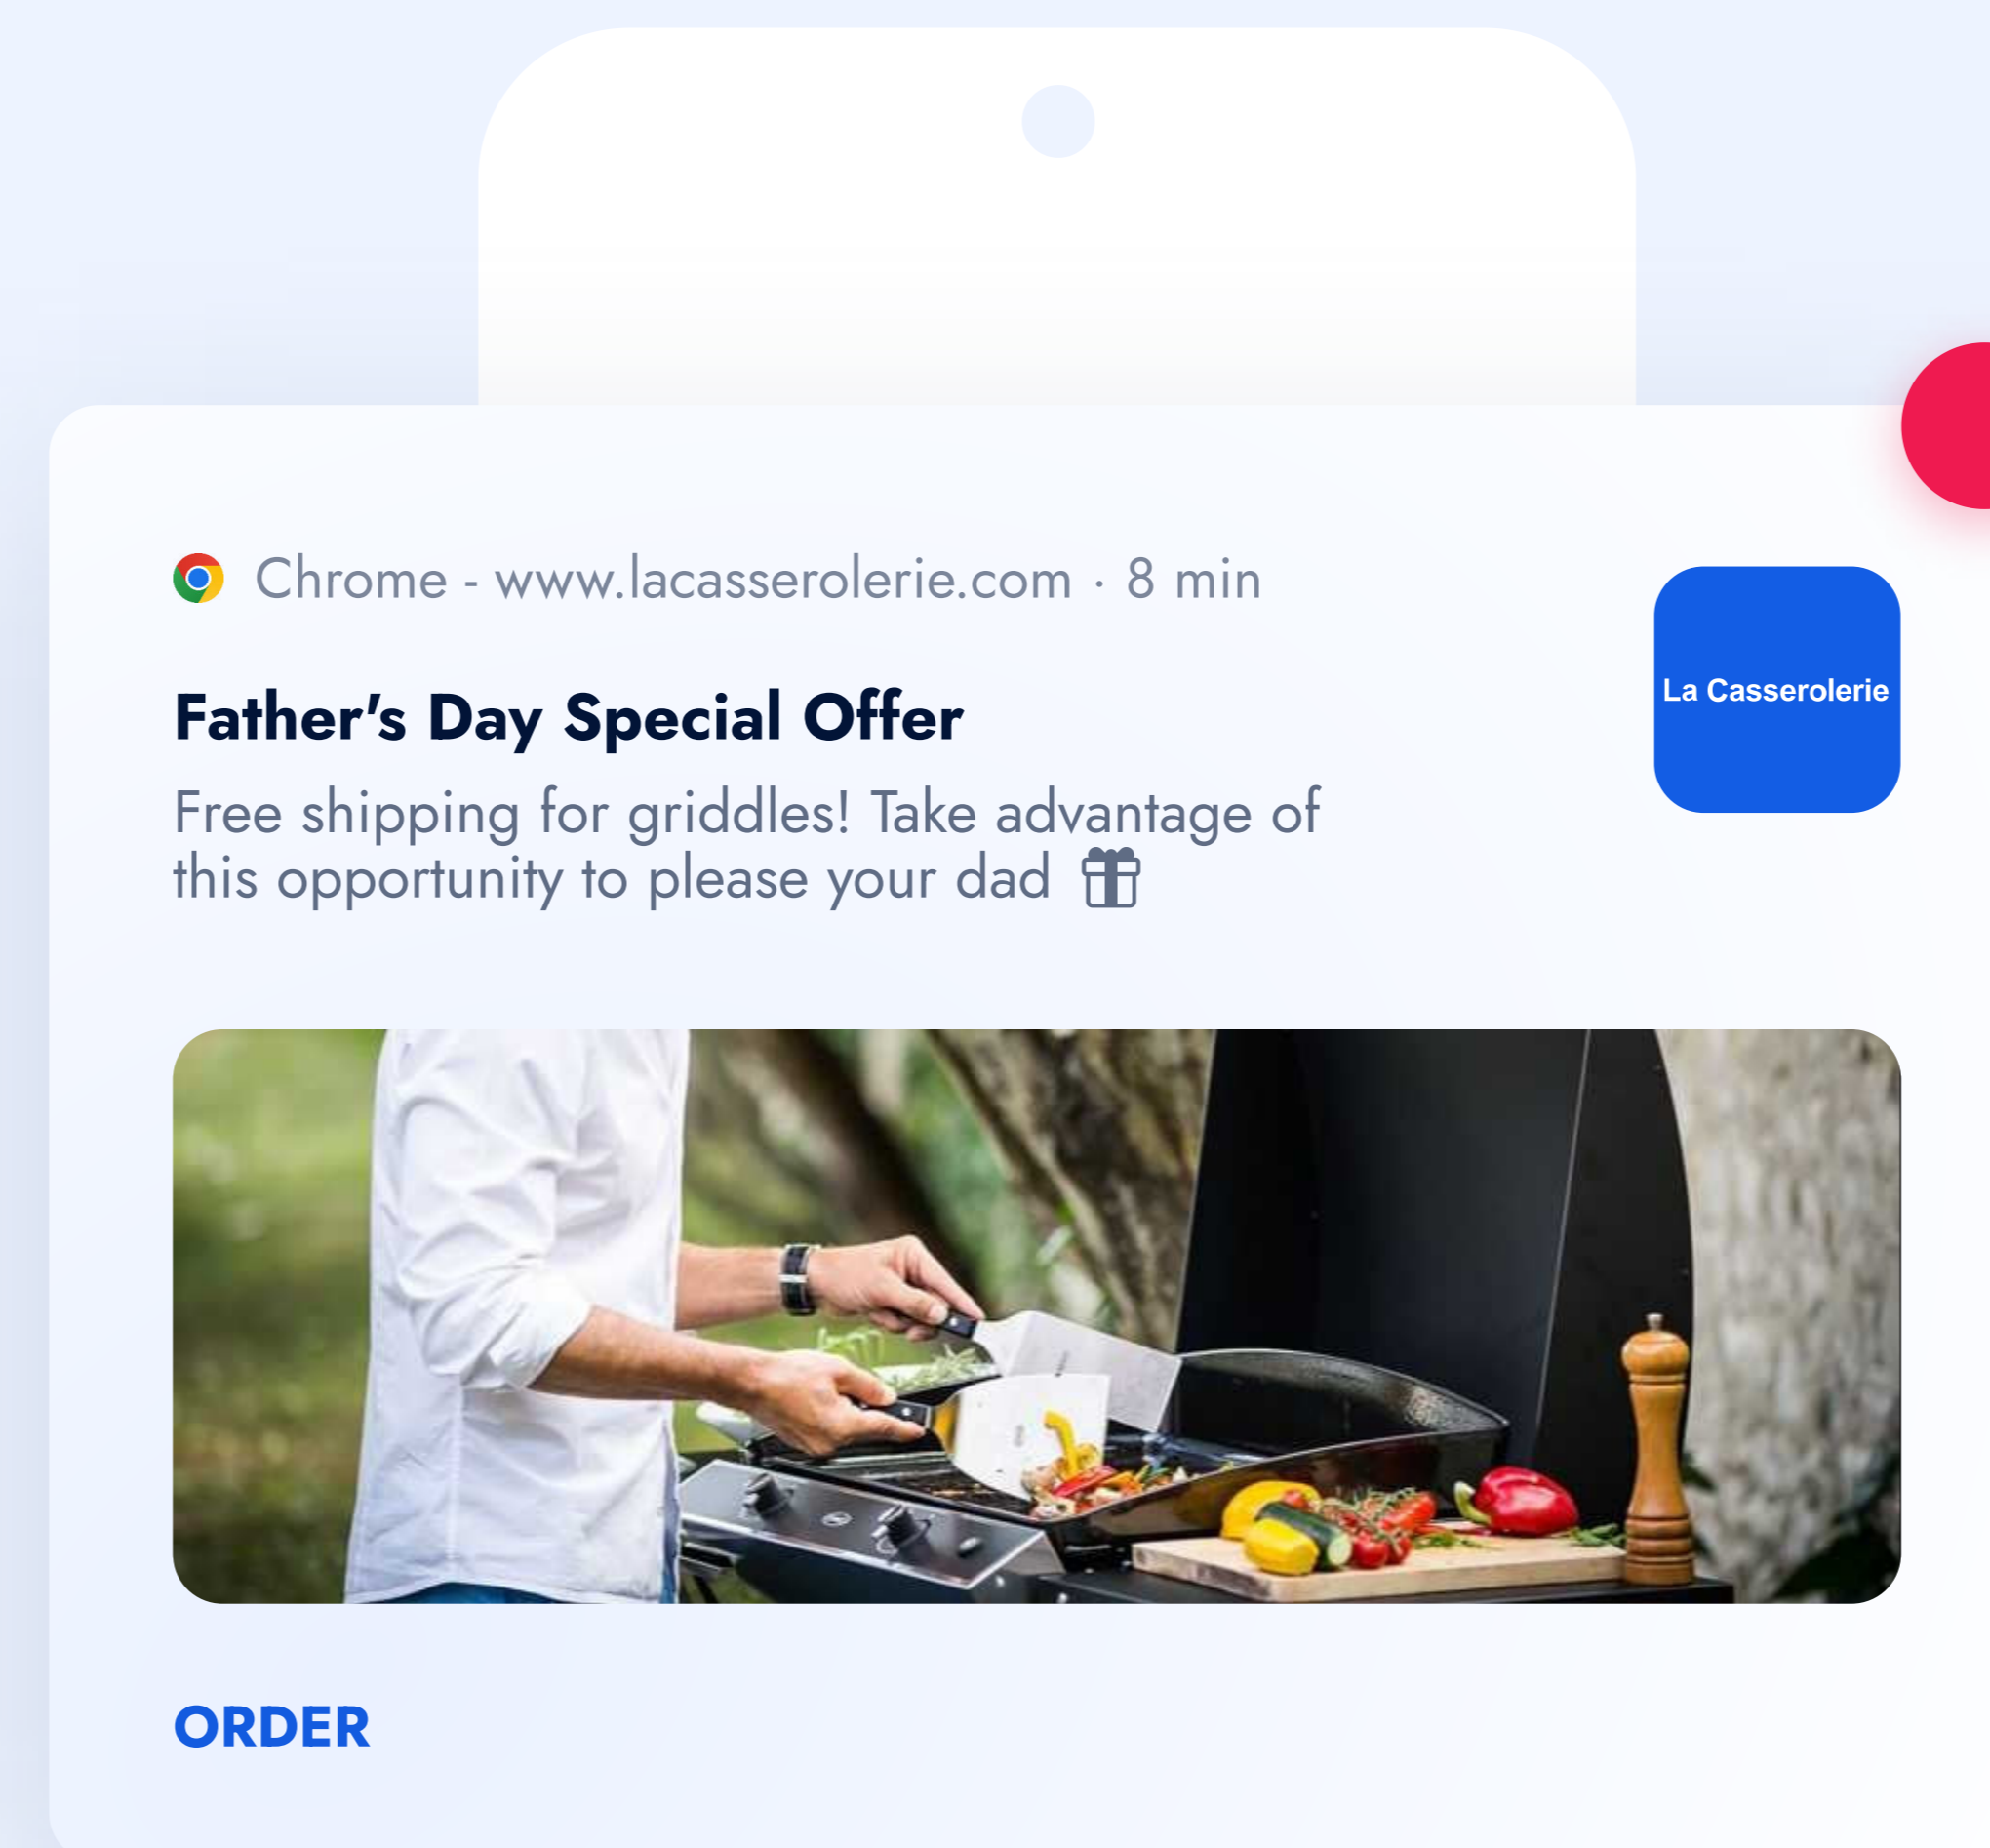 Chrome - www.lacasserolerie.com · 8 min
La Casserolerie
Father's Day Special Offer
Free shipping for griddles! Take advantage of
this opportunity to please your dad
ORDER